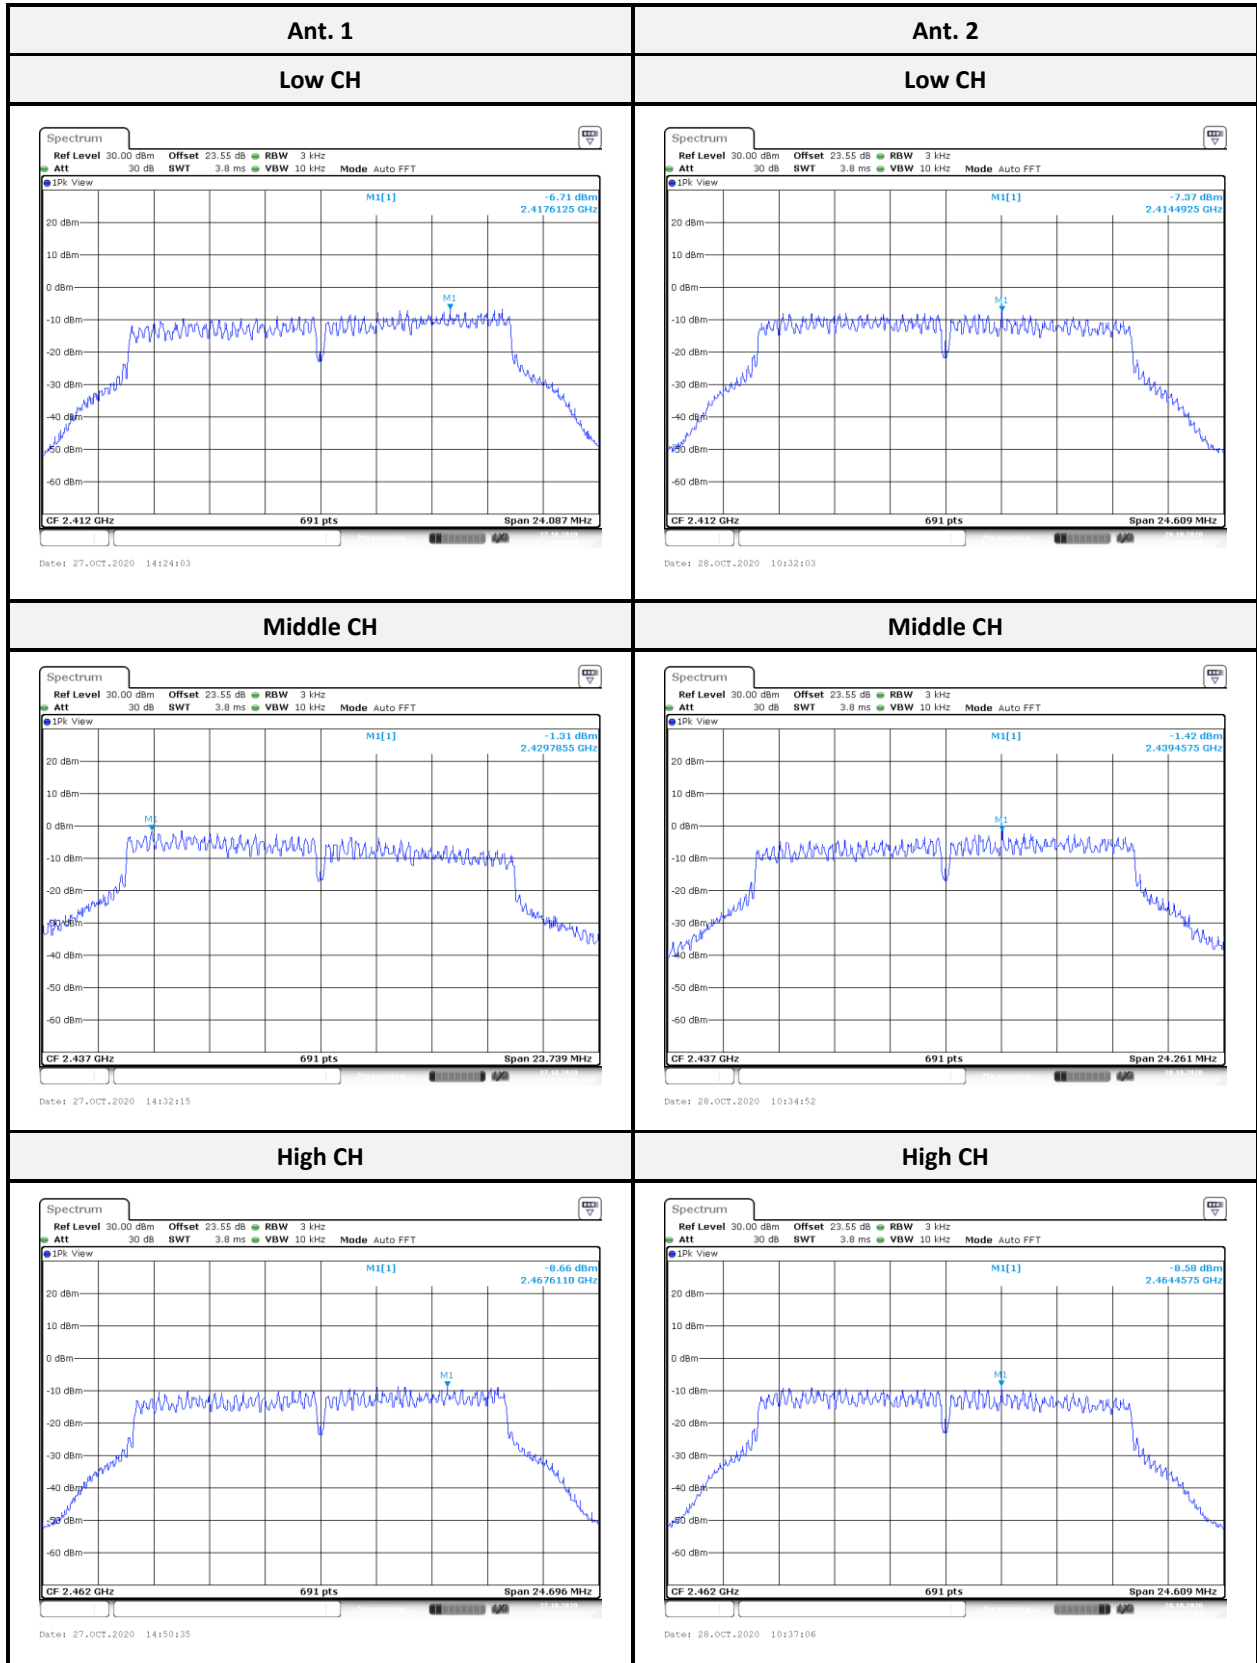 Ant. 1
Ant. 2
Low CH
Low CH
Spectrum
Ref Level 30.00 dBm Offset 23.55 dB RBW 3 kHz
Att 30 dB SWT 3.8 ms VBW 10 kHz Mode Auto FFT
1Pk View
M1[1] -6.71 dBm
2.4176125 GHz
20 dBm
10 dBm
0 dBm
M1
-10 dBm
-20 dBm
-30 dBm
-40 dBm
-50 dBm
-60 dBm
CF 2.412 GHz 691 pts Span 24.087 MHz
Date: 27.OCT.2020 14:24:03
Spectrum
Ref Level 30.00 dBm Offset 23.55 dB RBW 3 kHz
Att 30 dB SWT 3.8 ms VBW 10 kHz Mode Auto FFT
1Pk View
M1[1] -7.37 dBm
2.4144925 GHz
20 dBm
10 dBm
0 dBm
M1
-10 dBm
-20 dBm
-30 dBm
-40 dBm
-50 dBm
-60 dBm
CF 2.412 GHz 691 pts Span 24.609 MHz
Date: 28.OCT.2020 10:32:03
Middle CH
Middle CH
Spectrum
Ref Level 30.00 dBm Offset 23.55 dB RBW 3 kHz
Att 30 dB SWT 3.8 ms VBW 10 kHz Mode Auto FFT
1Pk View
M1[1] -1.31 dBm
2.4297855 GHz
20 dBm
10 dBm
0 dBm
M1
-10 dBm
-20 dBm
-30 dBm
-40 dBm
-50 dBm
-60 dBm
CF 2.437 GHz 691 pts Span 23.739 MHz
Date: 27.OCT.2020 14:32:15
Spectrum
Ref Level 30.00 dBm Offset 23.55 dB RBW 3 kHz
Att 30 dB SWT 3.8 ms VBW 10 kHz Mode Auto FFT
1Pk View
M1[1] -1.42 dBm
2.4394575 GHz
20 dBm
10 dBm
0 dBm
M1
-10 dBm
-20 dBm
-30 dBm
-40 dBm
-50 dBm
-60 dBm
CF 2.437 GHz 691 pts Span 24.261 MHz
Date: 28.OCT.2020 10:34:52
High CH
High CH
Spectrum
Ref Level 30.00 dBm Offset 23.55 dB RBW 3 kHz
Att 30 dB SWT 3.8 ms VBW 10 kHz Mode Auto FFT
1Pk View
M1[1] -8.66 dBm
2.4676110 GHz
20 dBm
10 dBm
0 dBm
M1
-10 dBm
-20 dBm
-30 dBm
-40 dBm
-50 dBm
-60 dBm
CF 2.462 GHz 691 pts Span 24.696 MHz
Date: 27.OCT.2020 14:50:35
Spectrum
Ref Level 30.00 dBm Offset 23.55 dB RBW 3 kHz
Att 30 dB SWT 3.8 ms VBW 10 kHz Mode Auto FFT
1Pk View
M1[1] -8.58 dBm
2.4644575 GHz
20 dBm
10 dBm
0 dBm
M1
-10 dBm
-20 dBm
-30 dBm
-40 dBm
-50 dBm
-60 dBm
CF 2.462 GHz 691 pts Span 24.609 MHz
Date: 28.OCT.2020 10:37:06